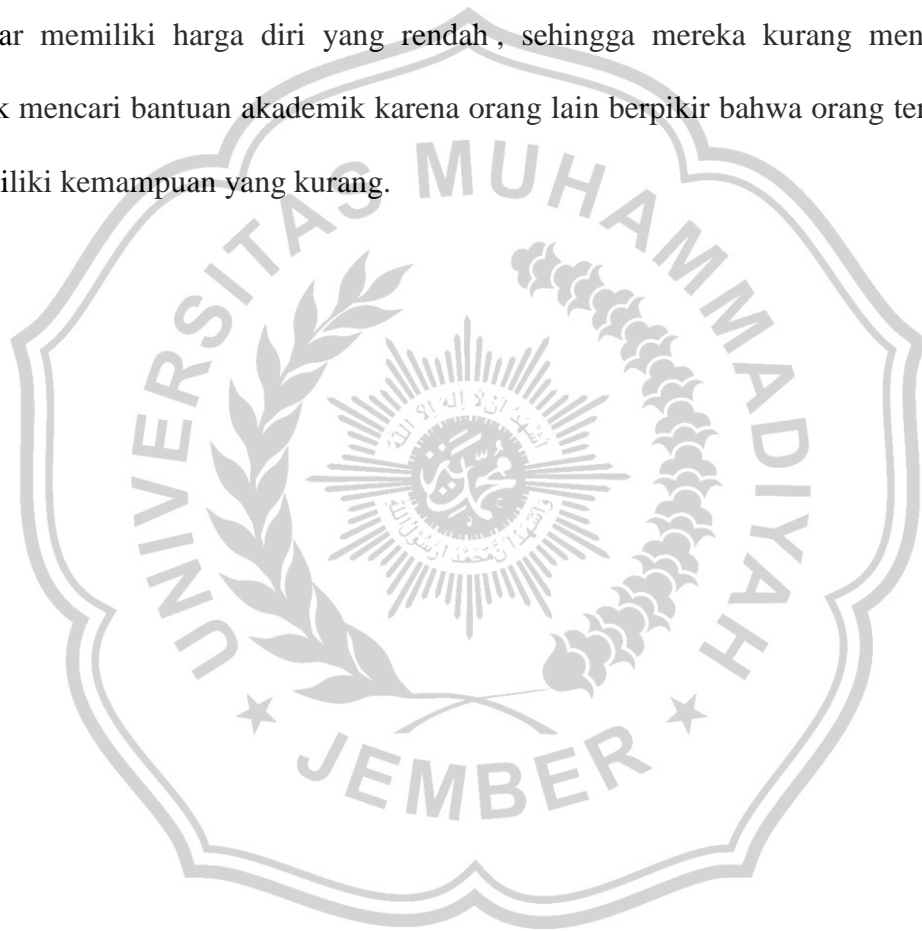 ar memiliki harga diri yang rendah , sehingga mereka kurang men
k mencari bantuan akademik karena orang lain berpikir bahwa orang ter
iliki kemampuan yang kurang.
UNIVERSITAS MUHAMMADIYAH
JEMBER